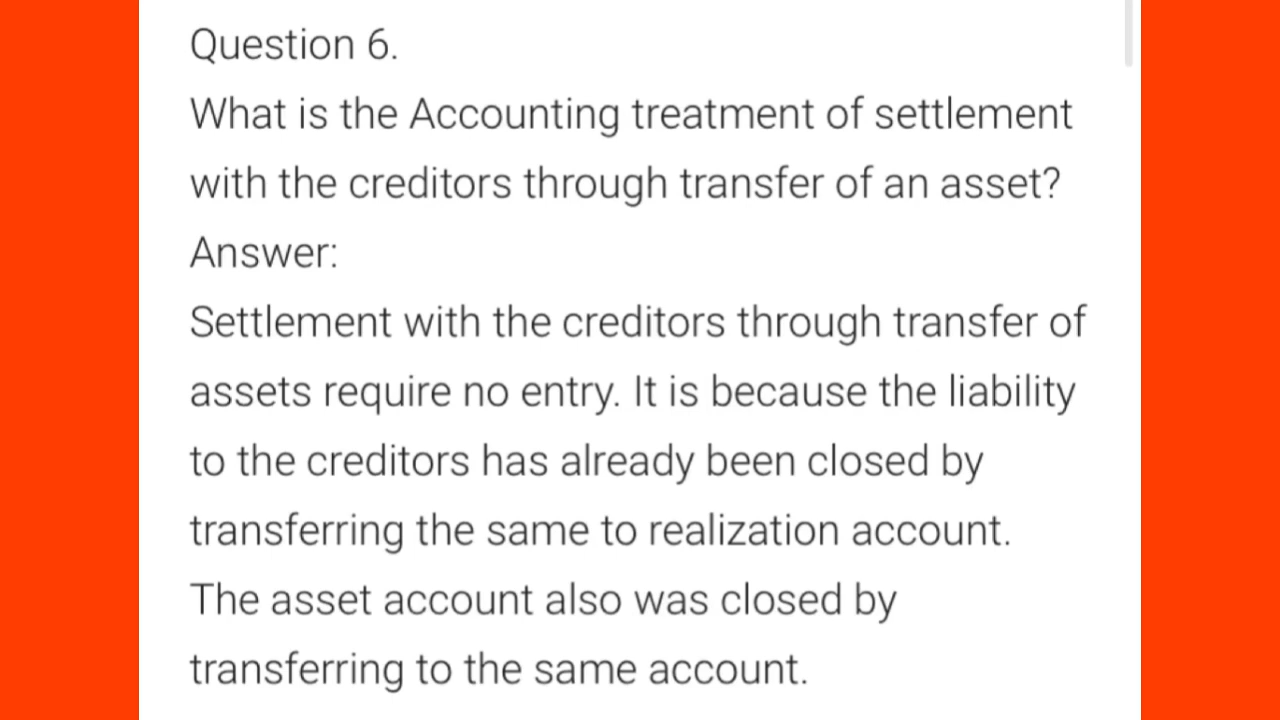 Question 6.
What is the Accounting treatment of settlement
with the creditors through transfer of an asset?
Answer:
Settlement with the creditors through transfer of
assets require no entry. It is because the liability
to the creditors has already been closed by
transferring the same to realization account.
The asset account also was closed by
transferring to the same account.